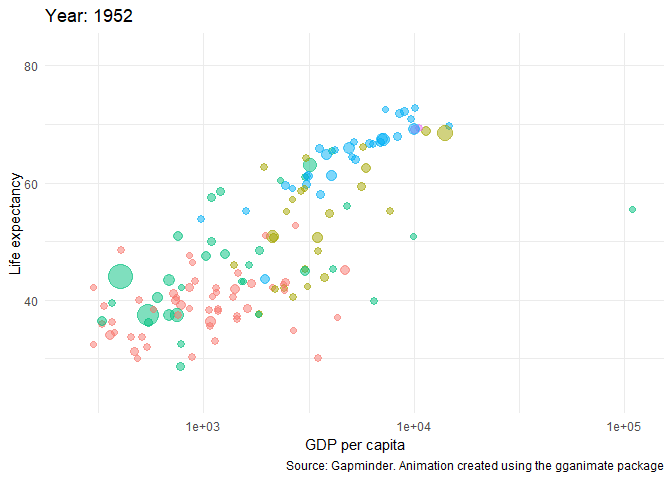 Year: 1952
80
60
40
Life expectancy
1e+03 1e+04 1e+05
GDP per capita
Source: Gapminder. Animation created using the gganimate package